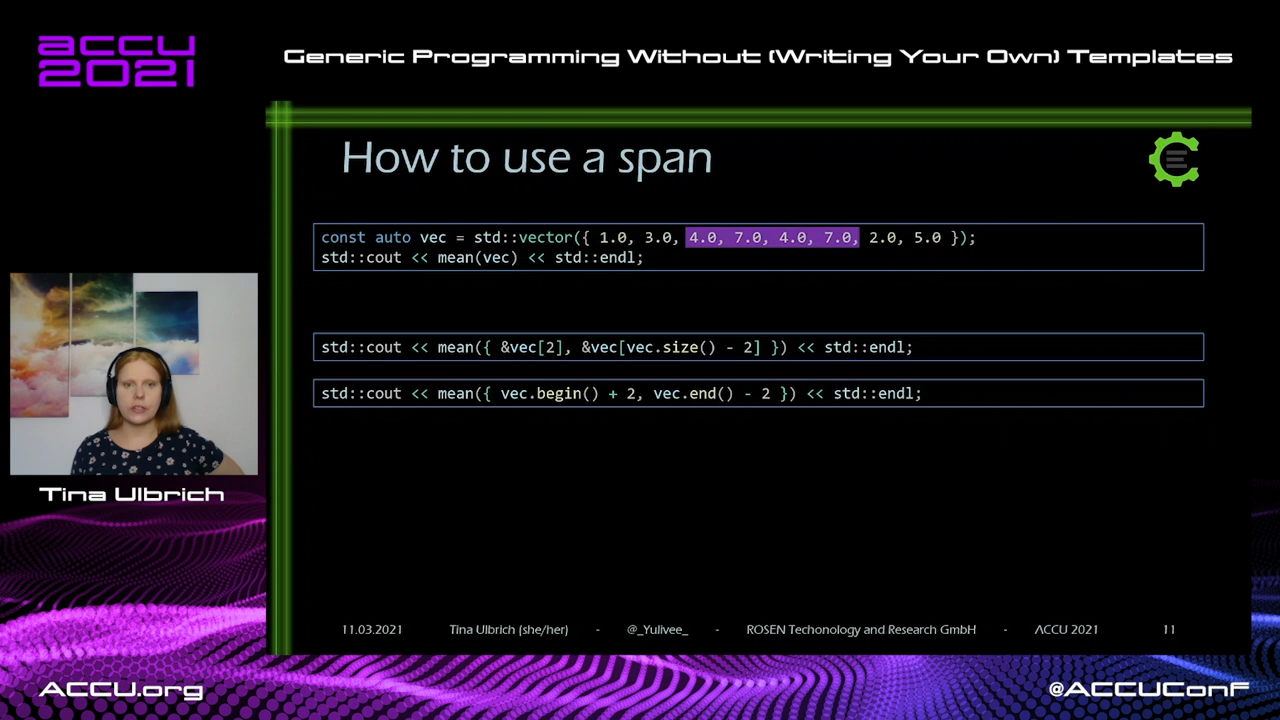 accu
2021
Generic Programming Without (Writing Your Own) Templates
How to use a span
const auto vec = std::vector({ 1.0, 3.0, 4.0, 7.0, 4.0, 7.0, 2.0, 5.0 });
std::cout << mean(vec) << std::endl;
std::cout << mean({ &vec[2], &vec[vec.size() - 2] }) << std::endl;
std::cout << mean({ vec.begin() + 2, vec.end() - 2 }) << std::endl;
Tina Ulbrich
11.03.2021 Tina Ulbrich (she/her) - @_Yulivee_ - ROSEN Techonology and Research GmbH - ACCU 2021 11
ACCU.org
@ACCUConf